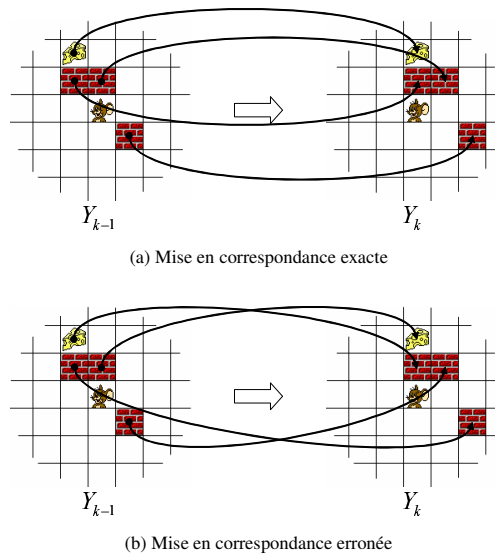 Y_{k-1} Y_k
(a) Mise en correspondance exacte
Y_{k-1} Y_k
(b) Mise en correspondance erronée